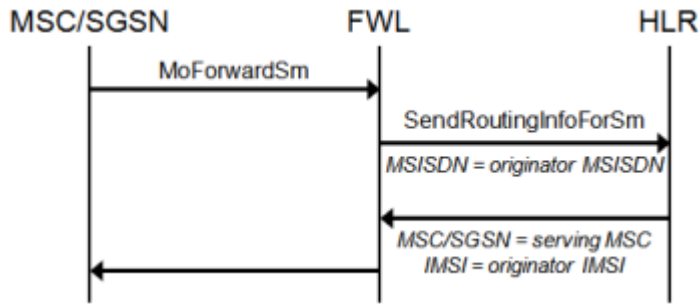 MSC/SGSN FWL HLR
MoForwardSm
SendRoutingInfoForSm
MSISDN = originator MSISDN
MSC/SGSN = serving MSC
IMSI = originator IMSI